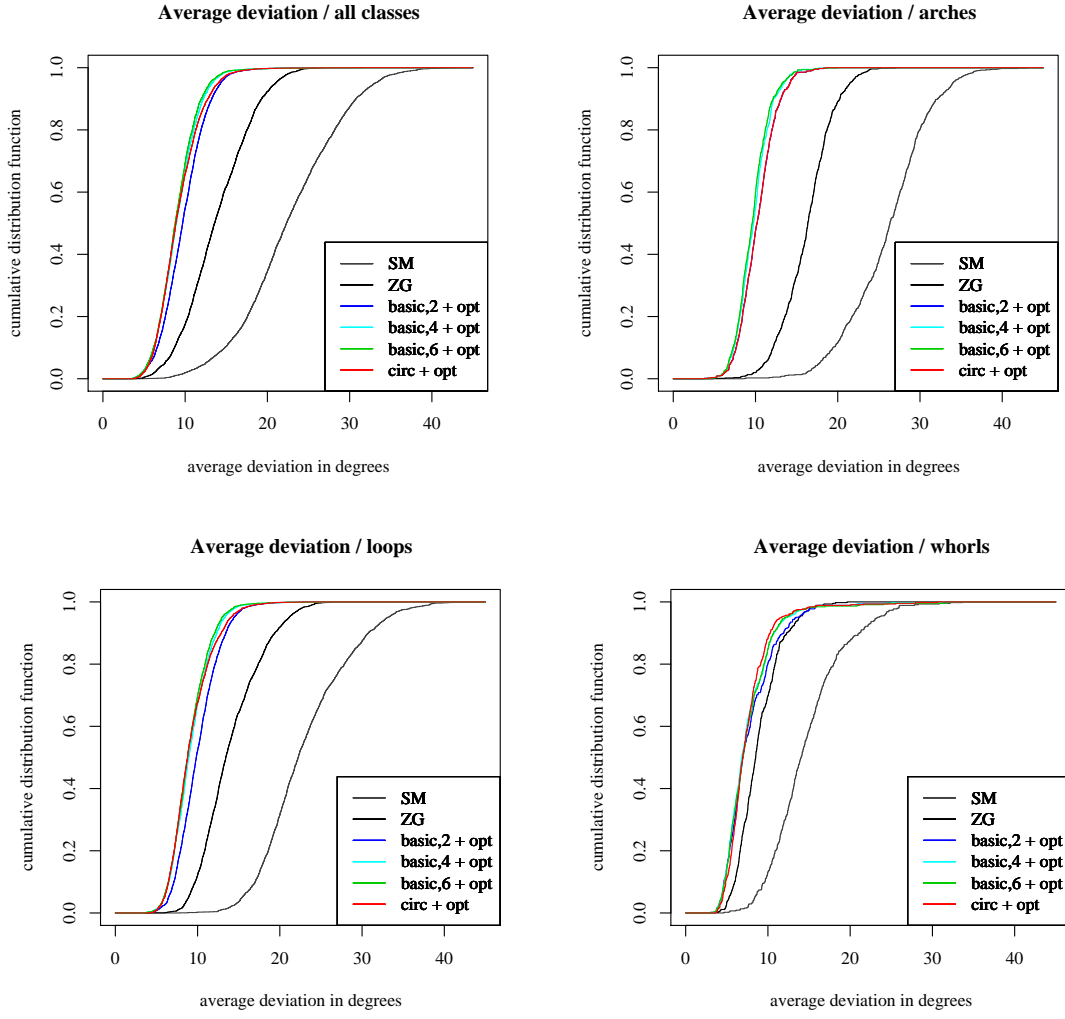 Average deviation / all classes
cumulative distribution function
1.0
0.8
0.6
0.4
0.2
0.0
SM
ZG
basic,2 + opt
basic,4 + opt
basic,6 + opt
circ + opt
0 10 20 30 40
average deviation in degrees
Average deviation / arches
cumulative distribution function
1.0
0.8
0.6
0.4
0.2
0.0
SM
ZG
basic,2 + opt
basic,4 + opt
basic,6 + opt
circ + opt
0 10 20 30 40
average deviation in degrees
Average deviation / loops
cumulative distribution function
1.0
0.8
0.6
0.4
0.2
0.0
SM
ZG
basic,2 + opt
basic,4 + opt
basic,6 + opt
circ + opt
0 10 20 30 40
average deviation in degrees
Average deviation / whorls
cumulative distribution function
1.0
0.8
0.6
0.4
0.2
0.0
SM
ZG
basic,2 + opt
basic,4 + opt
basic,6 + opt
circ + opt
0 10 20 30 40
average deviation in degrees